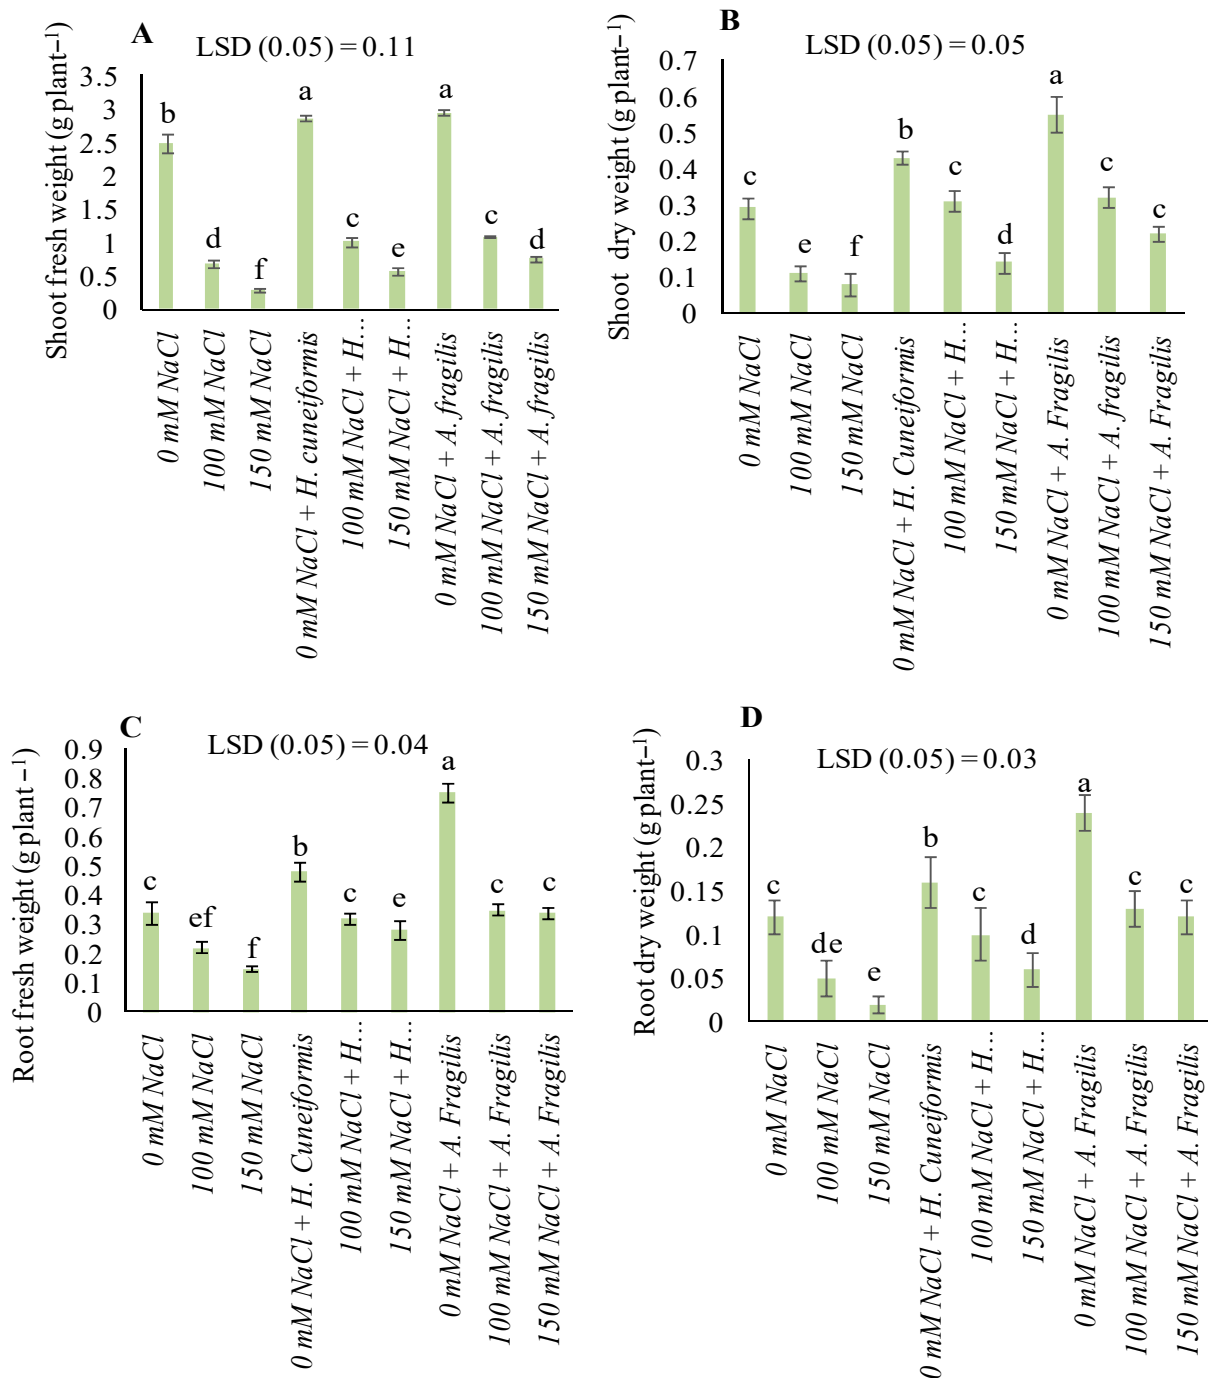 A
LSD (0.05) = 0.11
Shoot fresh weight (g plant−1)
3.5
3
2.5
2
1.5
1
0.5
0
b
d
f
a
c
e
a
c
d
0 mM NaCl
100 mM NaCl
150 mM NaCl
0 mM NaCl + H. cuneiformis
100 mM NaCl + H…
150 mM NaCl + H…
0 mM NaCl + A. fragilis
100 mM NaCl + A. fragilis
150 mM NaCl + A. fragilis
B
LSD (0.05) = 0.05
Shoot dry weight (g plant−1)
0.7
0.6
0.5
0.4
0.3
0.2
0.1
0
c
e
f
b
c
d
a
c
c
0 mM NaCl
100 mM NaCl
150 mM NaCl
0 mM NaCl + H. Cuneiformis
100 mM NaCl + H…
150 mM NaCl + H…
0 mM NaCl + A. Fragilis
100 mM NaCl + A. fragilis
150 mM NaCl + A. Fragilis
C
LSD (0.05) = 0.04
Root fresh weight (g plant−1)
0.9
0.8
0.7
0.6
0.5
0.4
0.3
0.2
0.1
0
c
ef
f
b
c
e
a
c
c
0 mM NaCl
100 mM NaCl
150 mM NaCl
0 mM NaCl + H. Cuneiformis
100 mM NaCl + H…
150 mM NaCl + H…
0 mM NaCl + A. Fragilis
100 mM NaCl + A. Fragilis
150 mM NaCl + A. Fragilis
D
LSD (0.05) = 0.03
Root dry weight (g plant−1)
0.3
0.25
0.2
0.15
0.1
0.05
0
c
de
e
b
c
d
a
c
c
0 mM NaCl
100 mM NaCl
150 mM NaCl
0 mM NaCl + H. Cuneiformis
100 mM NaCl + H…
150 mM NaCl + H…
0 mM NaCl + A. Fragilis
100 mM NaCl + A. Fragilis
150 mM NaCl + A. Fragilis